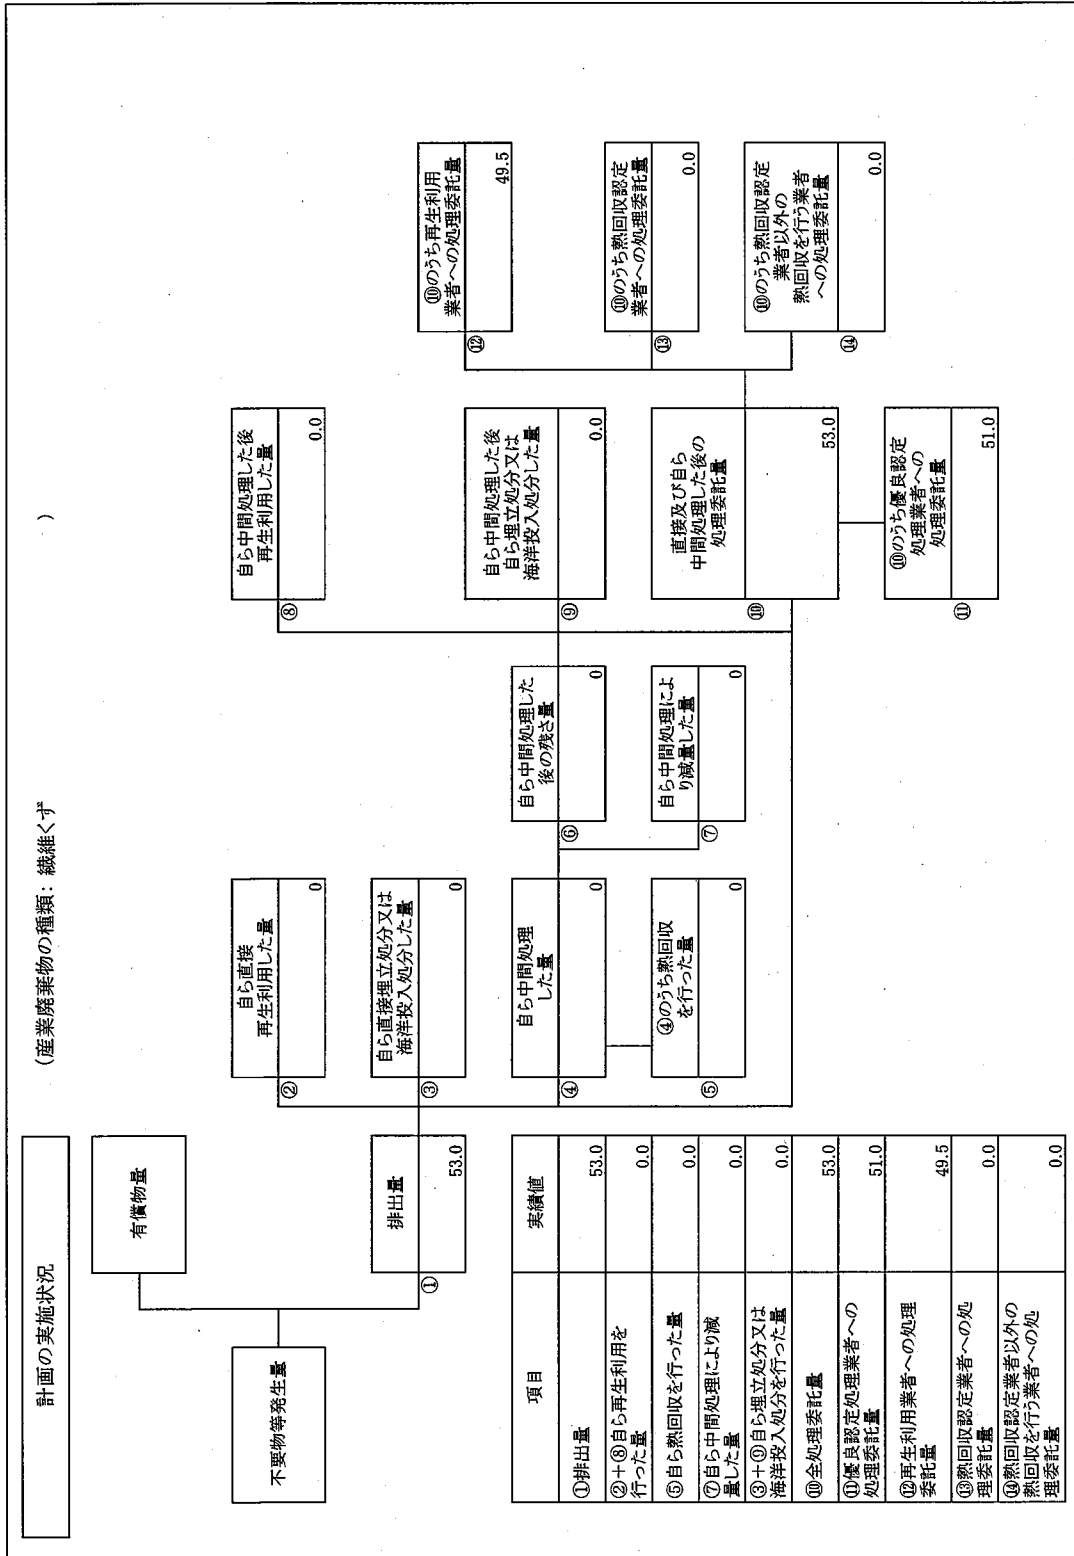 計画の実施状況
(産業廃棄物の種類: 繊維くず )
有償物量
不要物等発生量
①
排出量
53.0
②
自ら直接
再生利用した量
0
③
自ら直接埋立処分又は
海洋投入処分した量
0
④
自ら中間処理
した量
0
⑤
④のうち熱回収
を行った量
0
⑥
自ら中間処理した
後の残さ量
0
⑦
自ら中間処理によ
り減量した量
0
⑧
自ら中間処理した後
再生利用した量
0.0
⑨
自ら中間処理した後
自ら埋立処分又は
海洋投入処分した量
0.0
⑩
直接及び自ら
中間処理した後の
処理委託量
53.0
⑪
⑩のうち優良認定
処理業者への
処理委託量
51.0
⑫
⑩のうち再生利用
業者への処理委託量
49.5
⑬
⑩のうち熱回収認定
業者への処理委託量
0.0
⑭
⑩のうち熱回収認定
業者以外の
熱回収を行う業者
への処理委託量
0.0
項目 実績値
①排出量 53.0
②+⑧自ら再生利用を
行った量 0.0
⑤自ら熱回収を行った量 0.0
⑦自ら中間処理により減
量した量 0.0
③+⑨自ら埋立処分又は
海洋投入処分を行った量 0.0
⑩全処理委託量 53.0
⑪優良認定処理業者への
処理委託量 51.0
⑫再生利用業者への処理
委託量 49.5
⑬熱回収認定業者への処
理委託量 0.0
⑭熱回収認定業者以外の
熱回収を行う業者への処
理委託量 0.0